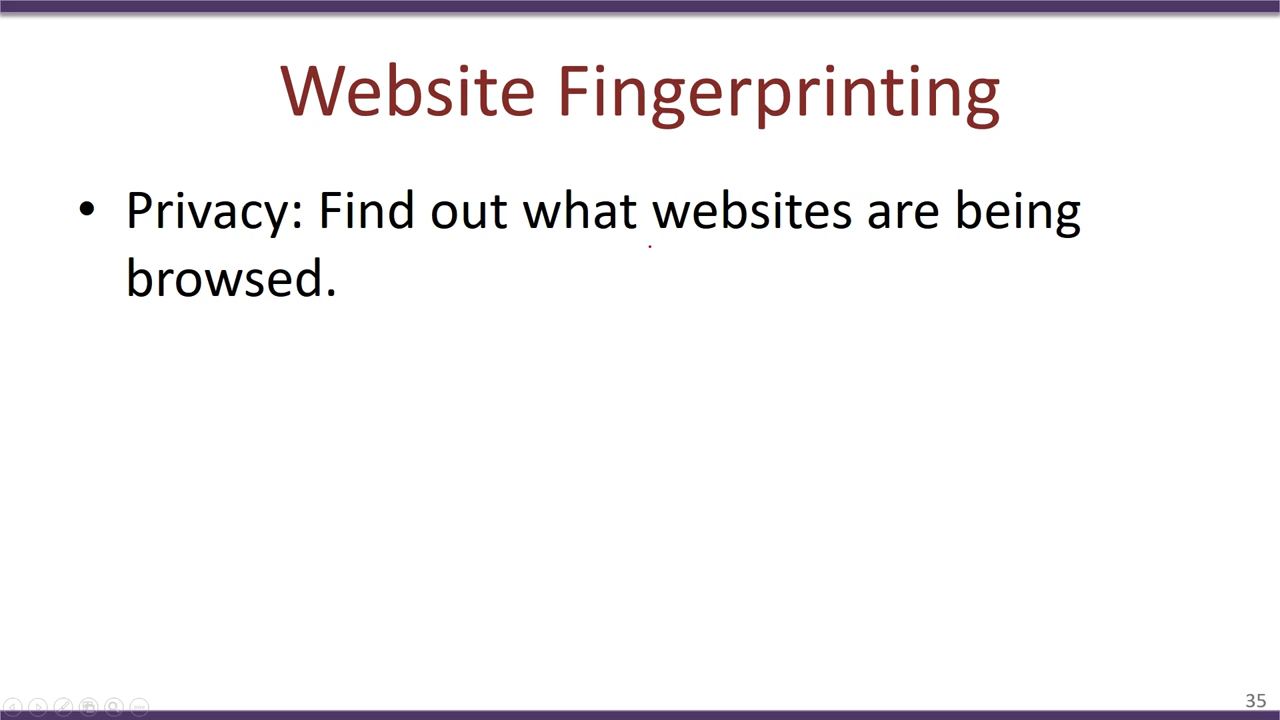 Website Fingerprinting
• Privacy: Find out what websites are being
browsed.
35